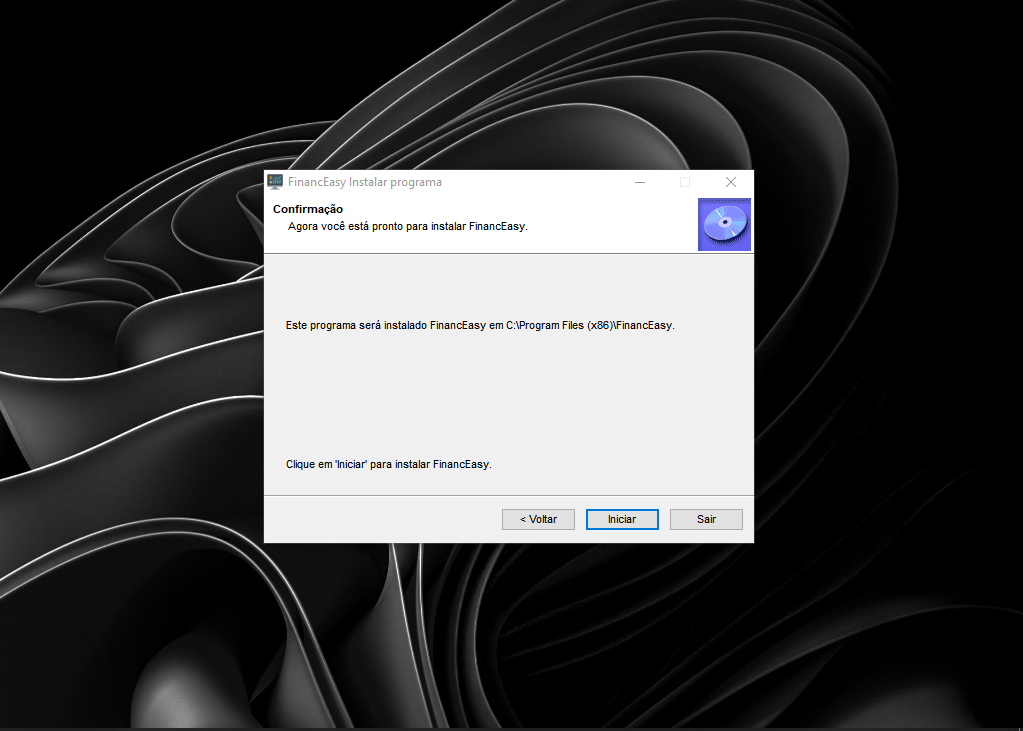 FinancEasy Instalar programa
Confirmação
Agora você está pronto para instalar FinancEasy.
Este programa será instalado FinancEasy em C:\Program Files (x86)\FinancEasy.
Clique em 'Iniciar' para instalar FinancEasy.
< Voltar
Iniciar
Sair